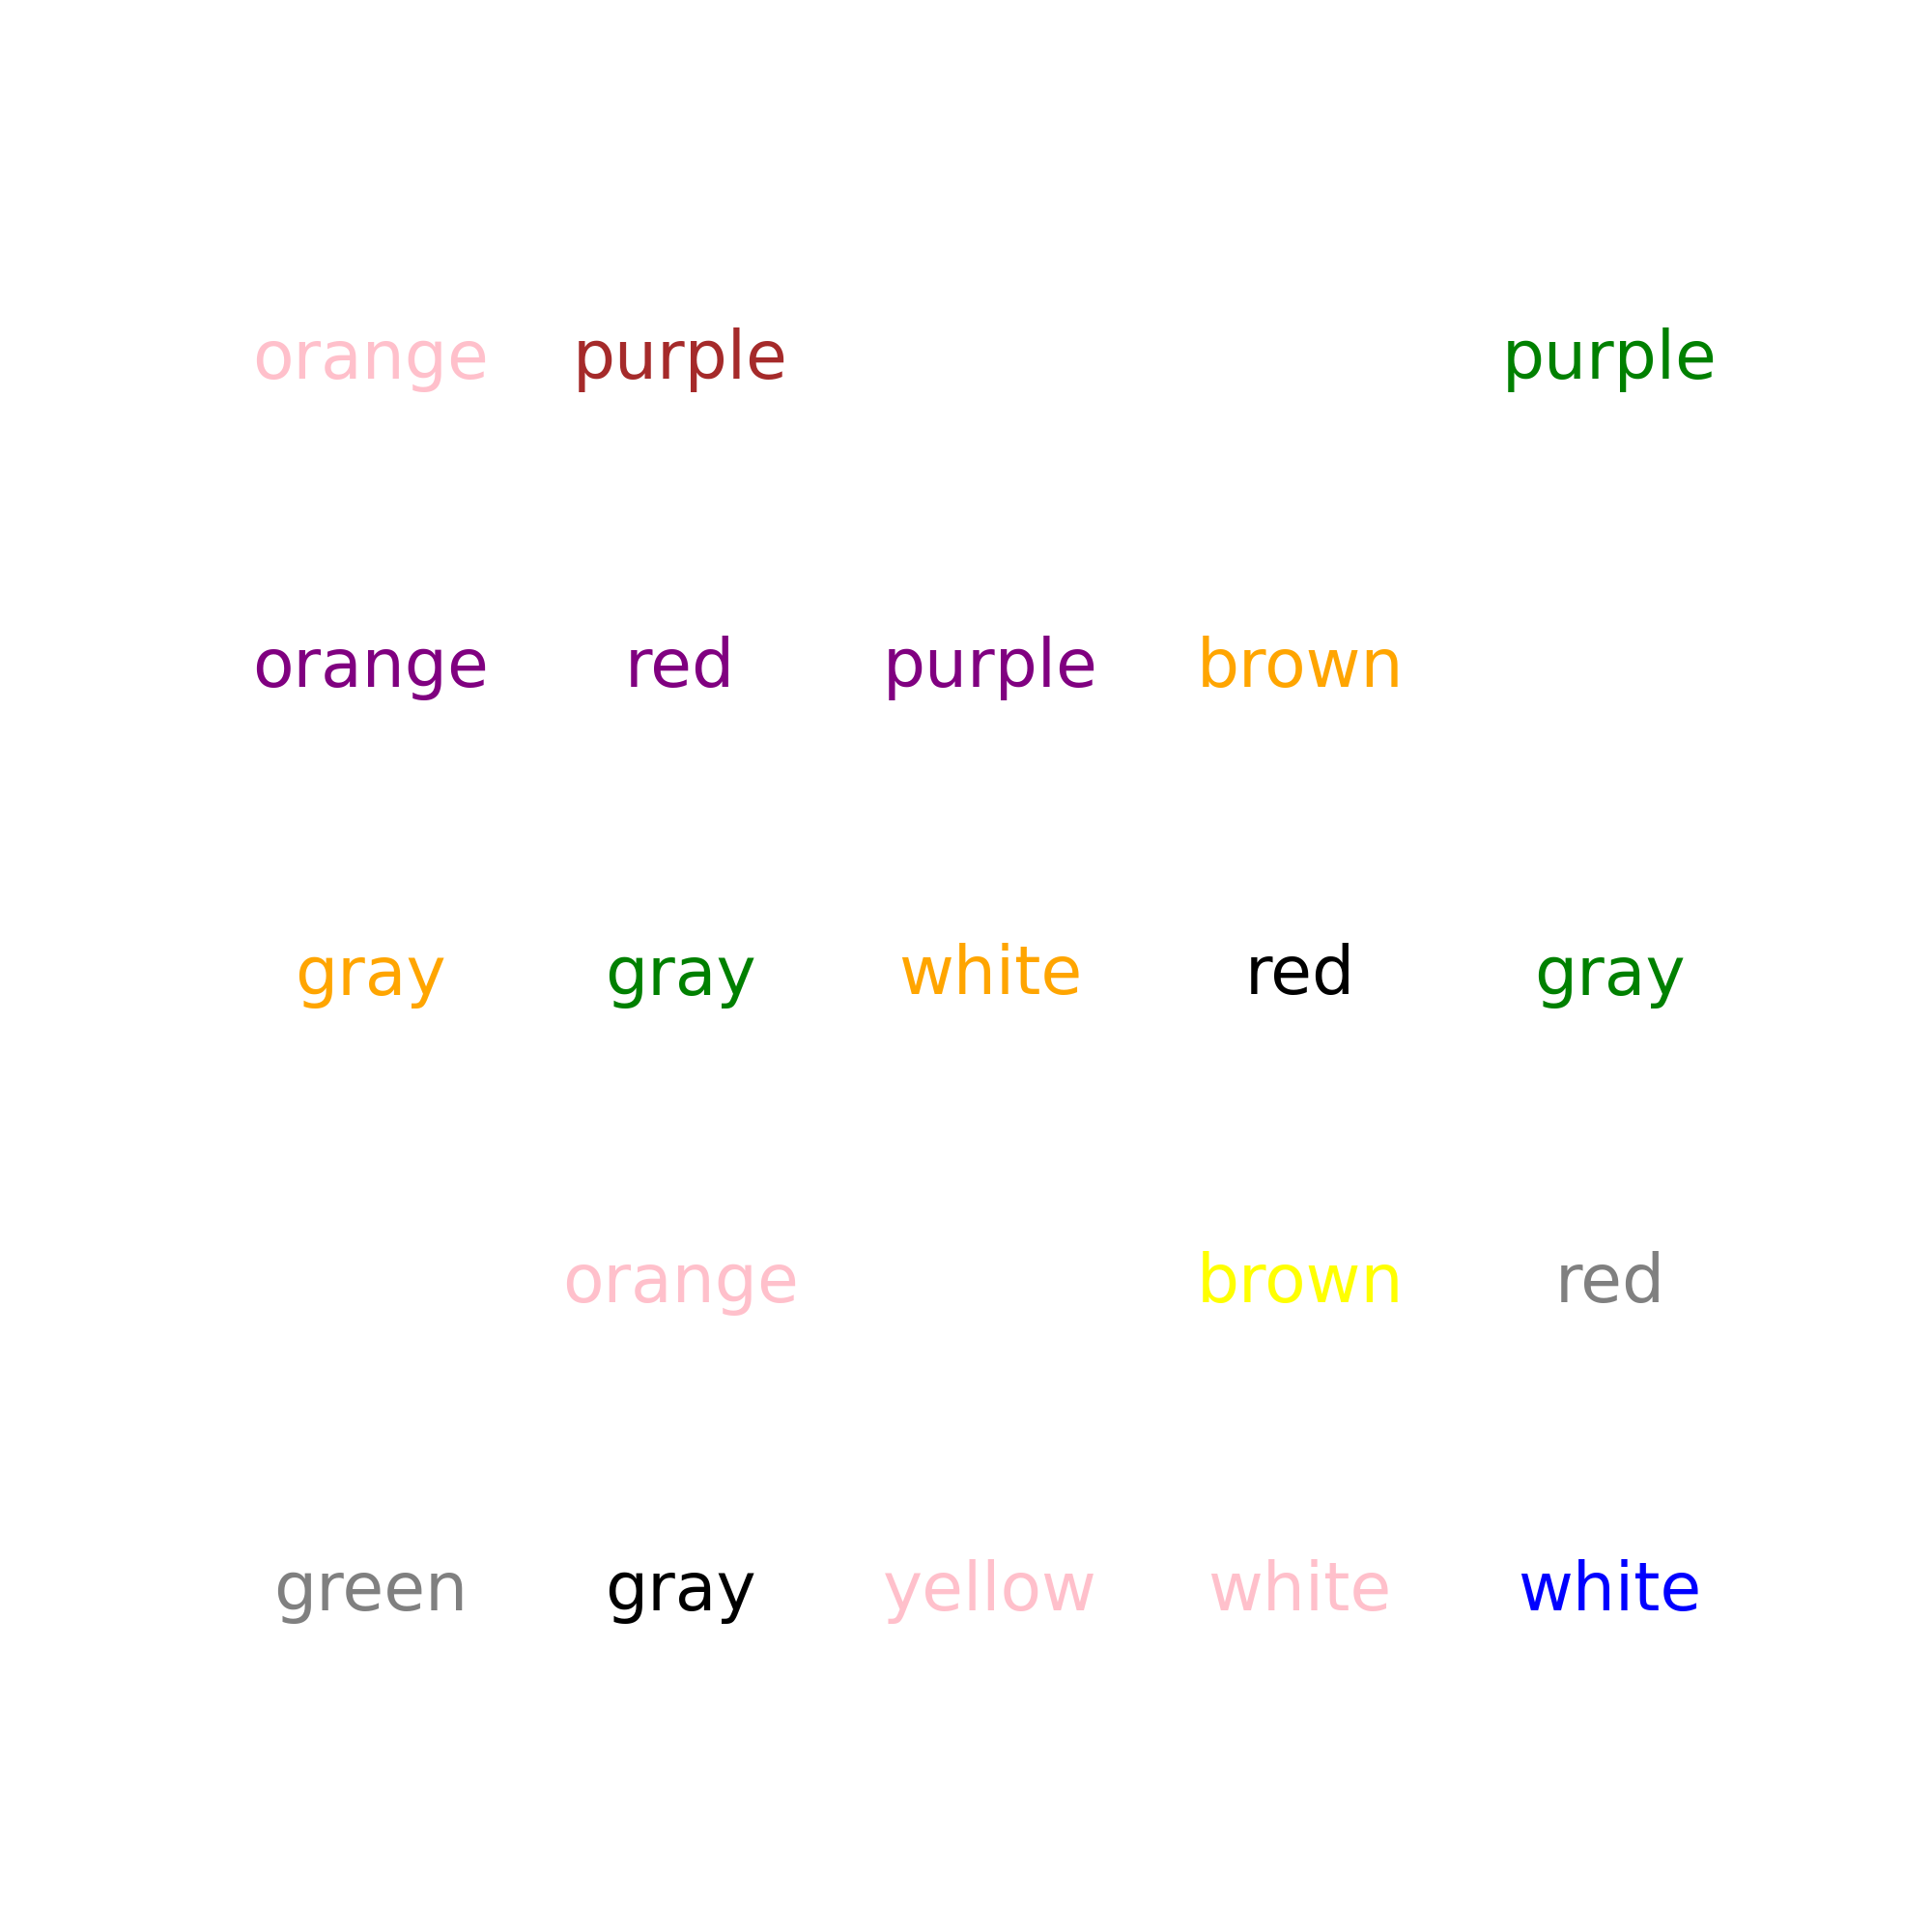 orange purple purple
orange red purple brown
gray gray white red gray
orange brown red
green gray yellow white white